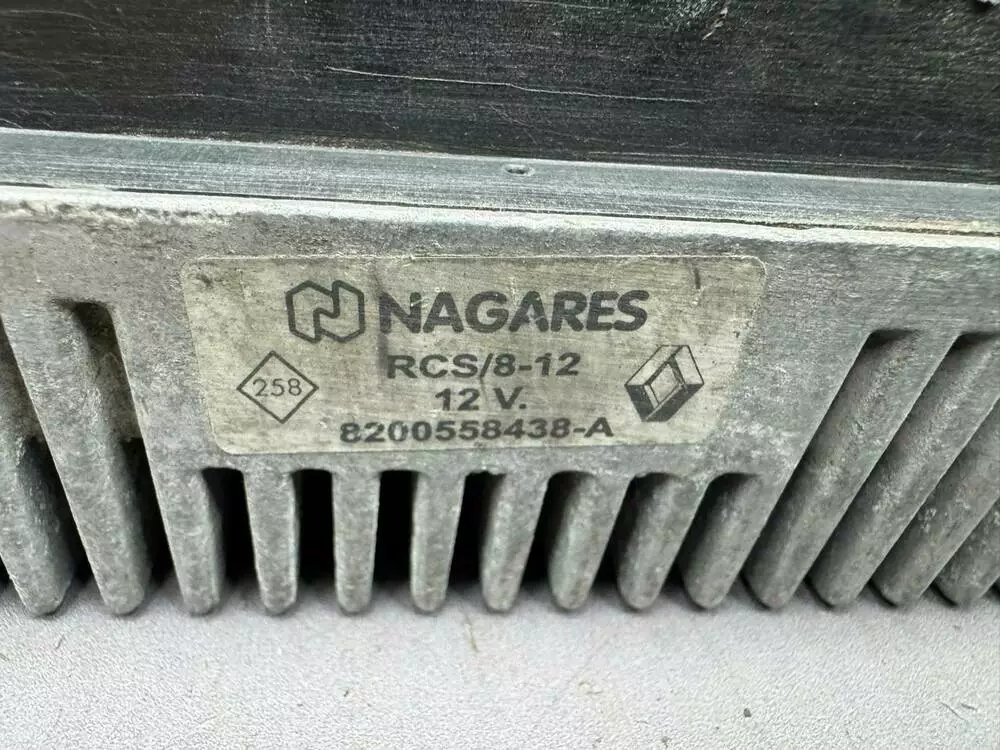 NAGARES
RCS/8-12
258
12 V.
8200558438-A